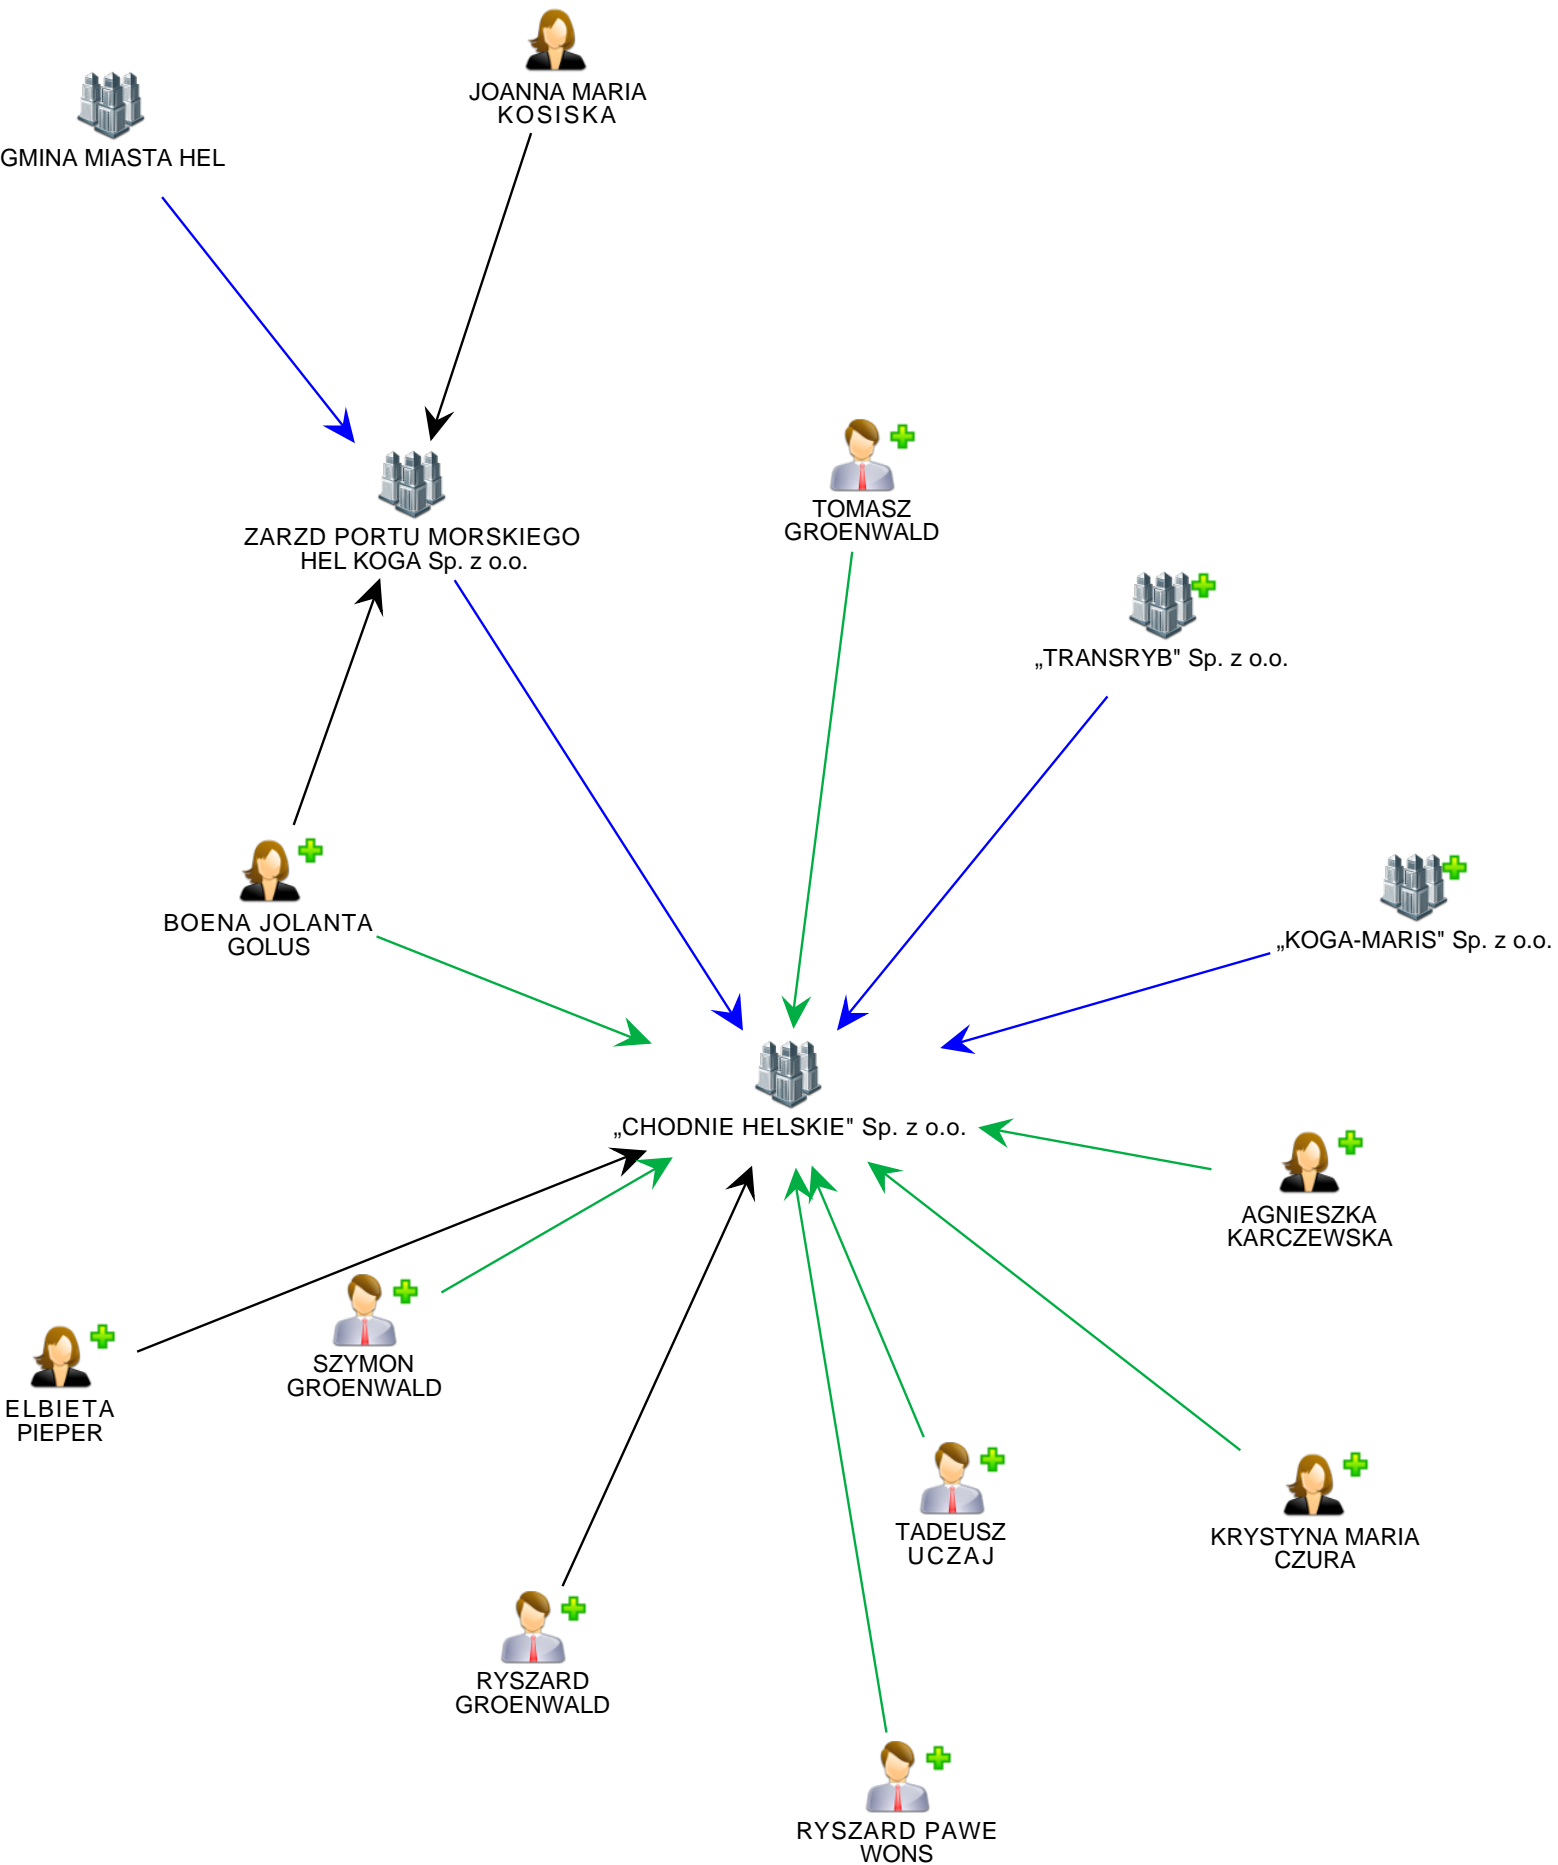 JOANNA MARIA
KOSISKA
GMINA MIASTA HEL
ZARZD PORTU MORSKIEGO
HEL KOGA Sp. z o.o.
TOMASZ
GROENWALD
„TRANSRYB" Sp. z o.o.
BOENA JOLANTA
GOLUS
„KOGA-MARIS" Sp. z o.o.
„CHODNIE HELSKIE" Sp. z o.o.
AGNIESZKA
KARCZEWSKA
SZYMON
GROENWALD
ELBIETA
PIEPER
TADEUSZ
UCZAJ
KRYSTYNA MARIA
CZURA
RYSZARD
GROENWALD
RYSZARD PAWE
WONS